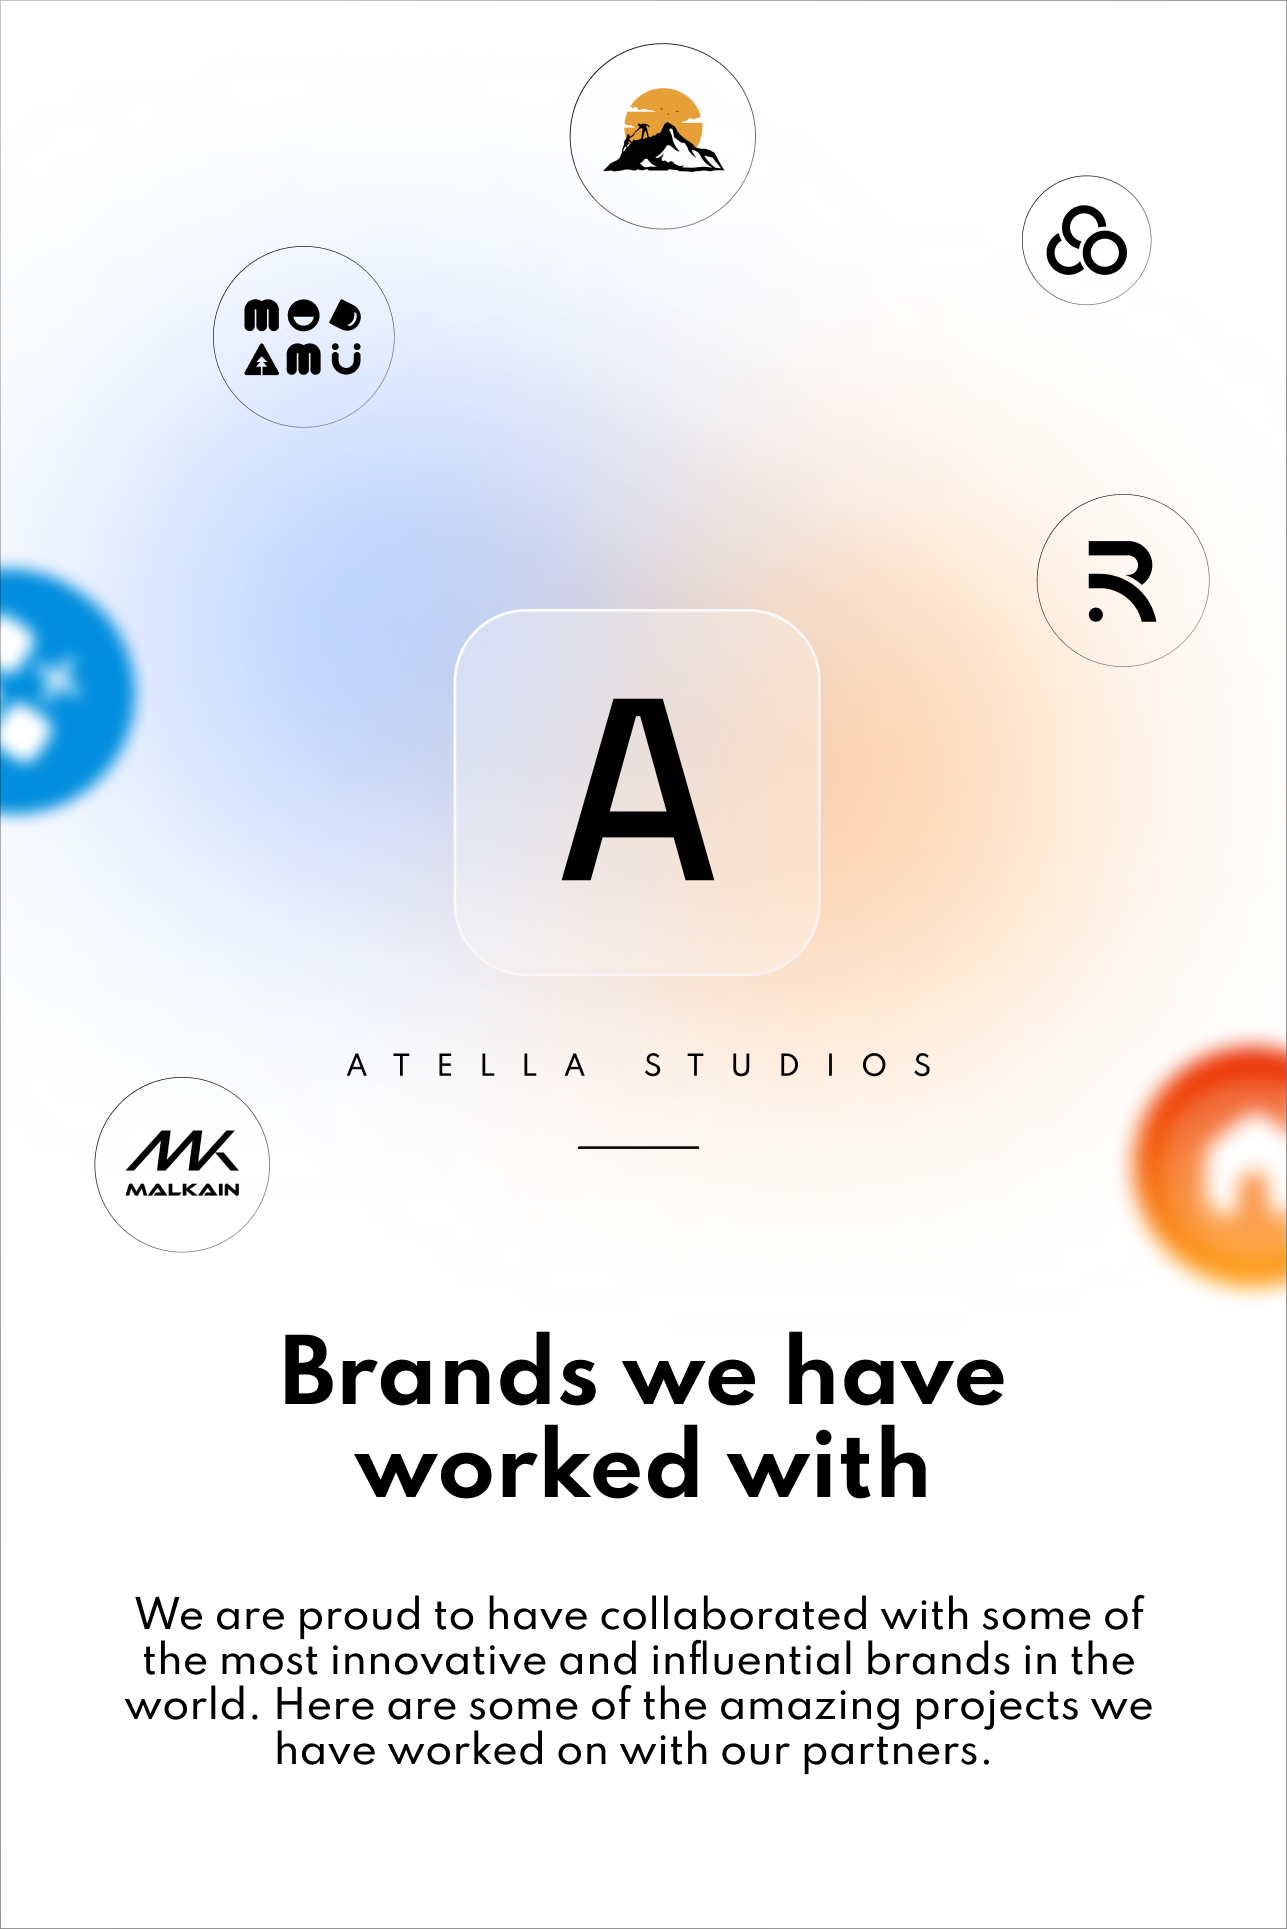 MOD
AMÜ
R
A
ATELLA STUDIOS
MK
MALKAIN
Brands we have
worked with
We are proud to have collaborated with some of
the most innovative and influential brands in the
world. Here are some of the amazing projects we
have worked on with our partners.